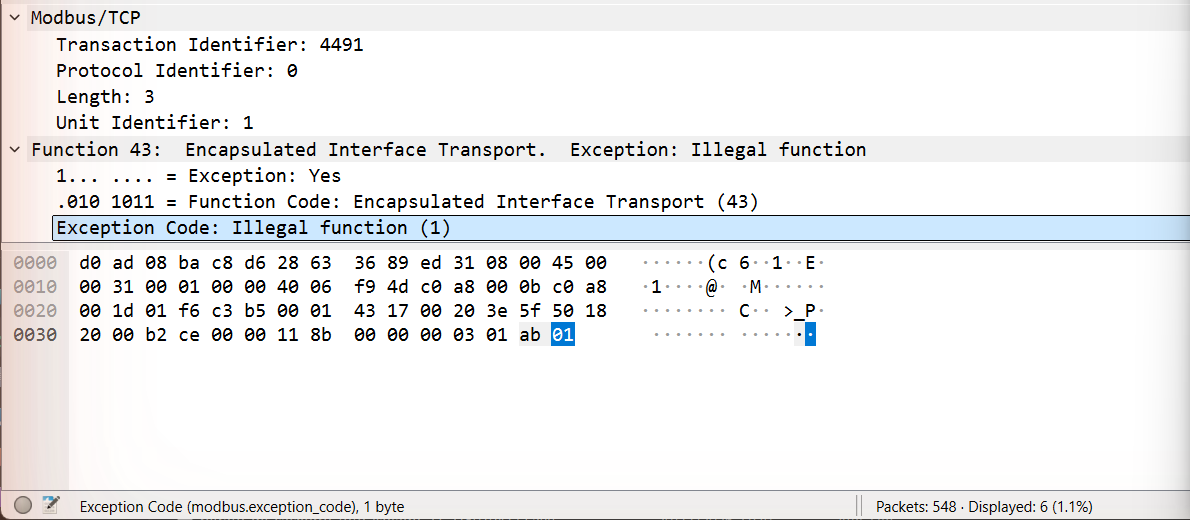 Modbus/TCP
Transaction Identifier: 4491
Protocol Identifier: 0
Length: 3
Unit Identifier: 1
Function 43:  Encapsulated Interface Transport.  Exception: Illegal function
1... .... = Exception: Yes
.010 1011 = Function Code: Encapsulated Interface Transport (43)
Exception Code: Illegal function (1)
0000  d0 ad 08 ba c8 d6 28 63  36 89 ed 31 08 00 45 00  ······(c 6··1··E·
0010  00 31 00 01 00 00 40 06  f9 4d c0 a8 00 0b c0 a8  ·1····@· ·M······
0020  00 1d 01 f6 c3 b5 00 01  43 17 00 20 3e 5f 50 18  ········ C·· >_P·
0030  20 00 b2 ce 00 00 11 8b  00 00 00 03 01 ab 01  ······· ·······
Exception Code (modbus.exception_code), 1 byte
Packets: 548 · Displayed: 6 (1.1%)